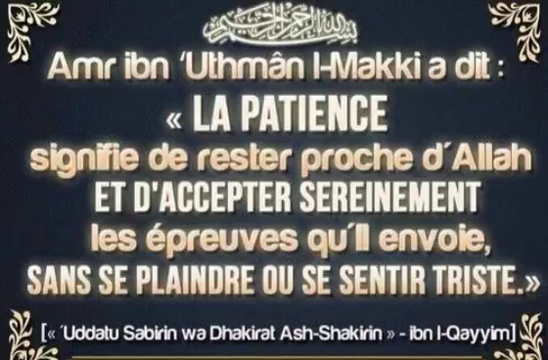 بسم الله الرحمن الرحيم
Amr ibn ‘Uthmân l-Makki a dit :
« LA PATIENCE
signifie de rester proche d´Allah
ET D'ACCEPTER SEREINEMENT
les épreuves qu´Il envoie,
SANS SE PLAINDRE OU SE SENTIR TRISTE.»
[« ´Uddatu Sabirin wa Dhakirat Ash-Shakirin » - ibn l-Qayyim]